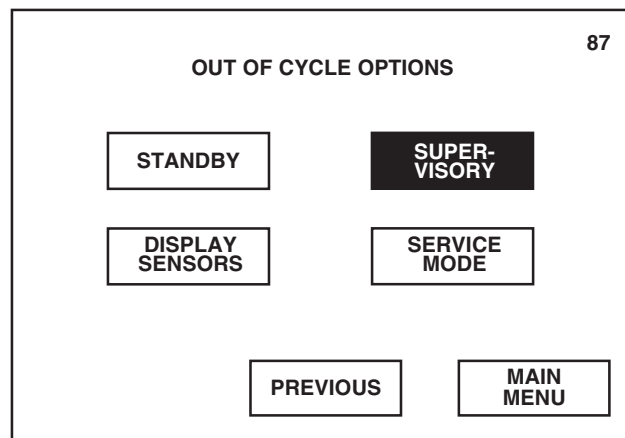 87
OUT OF CYCLE OPTIONS
STANDBY
SUPER-
VISORY
DISPLAY
SENSORS
SERVICE
MODE
PREVIOUS
MAIN
MENU